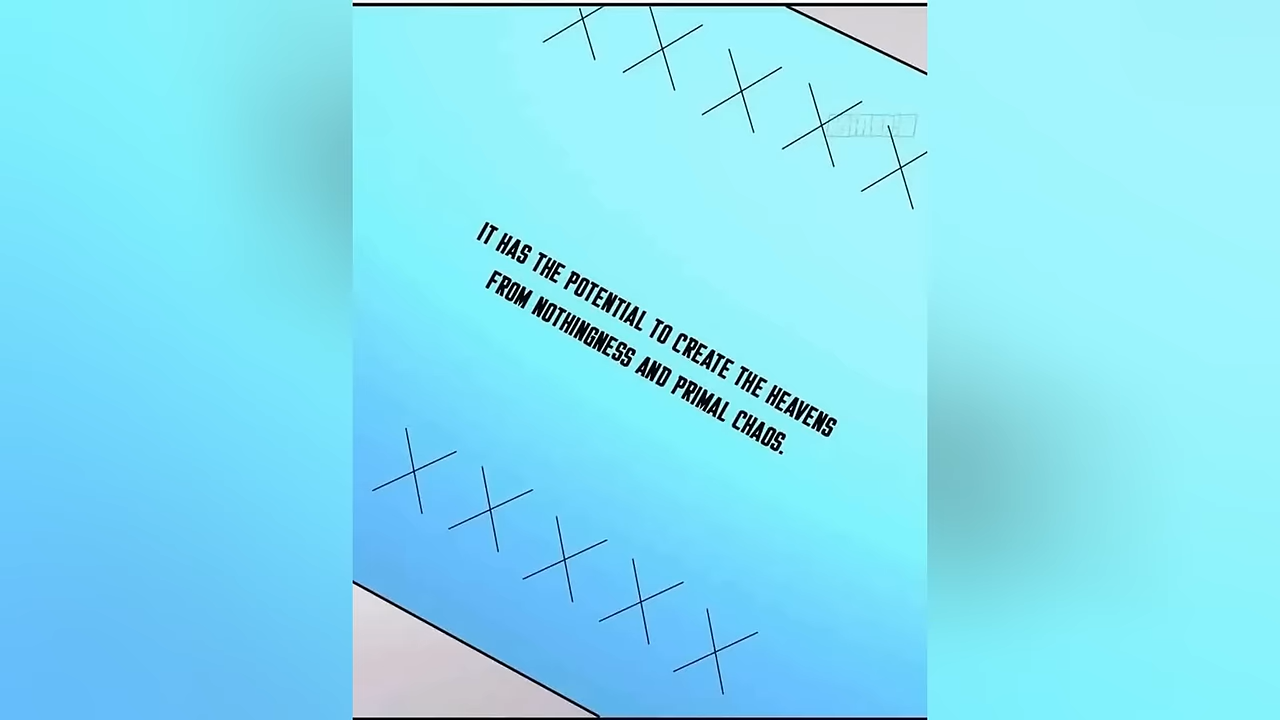 IT HAS THE POTENTIAL TO CREATE THE HEAVENS
FROM NOTHINGNESS AND PRIMAL CHAOS.